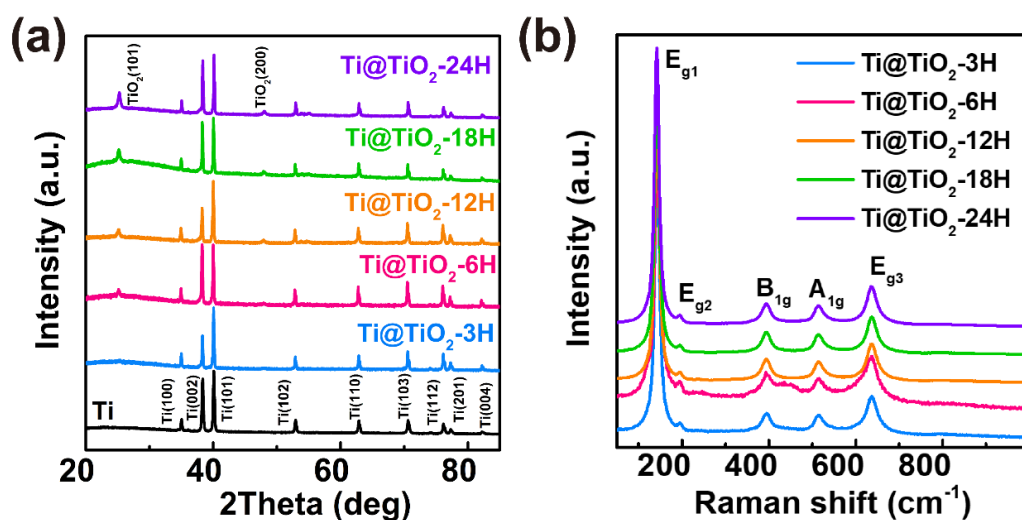 (a)
Intensity (a.u.)
TiO2(101)
TiO2(200)
Ti@TiO2-24H
Ti@TiO2-18H
Ti@TiO2-12H
Ti@TiO2-6H
Ti@TiO2-3H
Ti
Ti(100)
Ti(002)
Ti(101)
Ti(102)
Ti(110)
Ti(103)
Ti(112)
Ti(201)
Ti(004)
20 40 60 80
2Theta (deg)
(b)
Intensity (a.u.)
Eg1
Eg2
B1g
A1g
Eg3
Ti@TiO2-3H
Ti@TiO2-6H
Ti@TiO2-12H
Ti@TiO2-18H
Ti@TiO2-24H
200 400 600 800
Raman shift (cm-1)